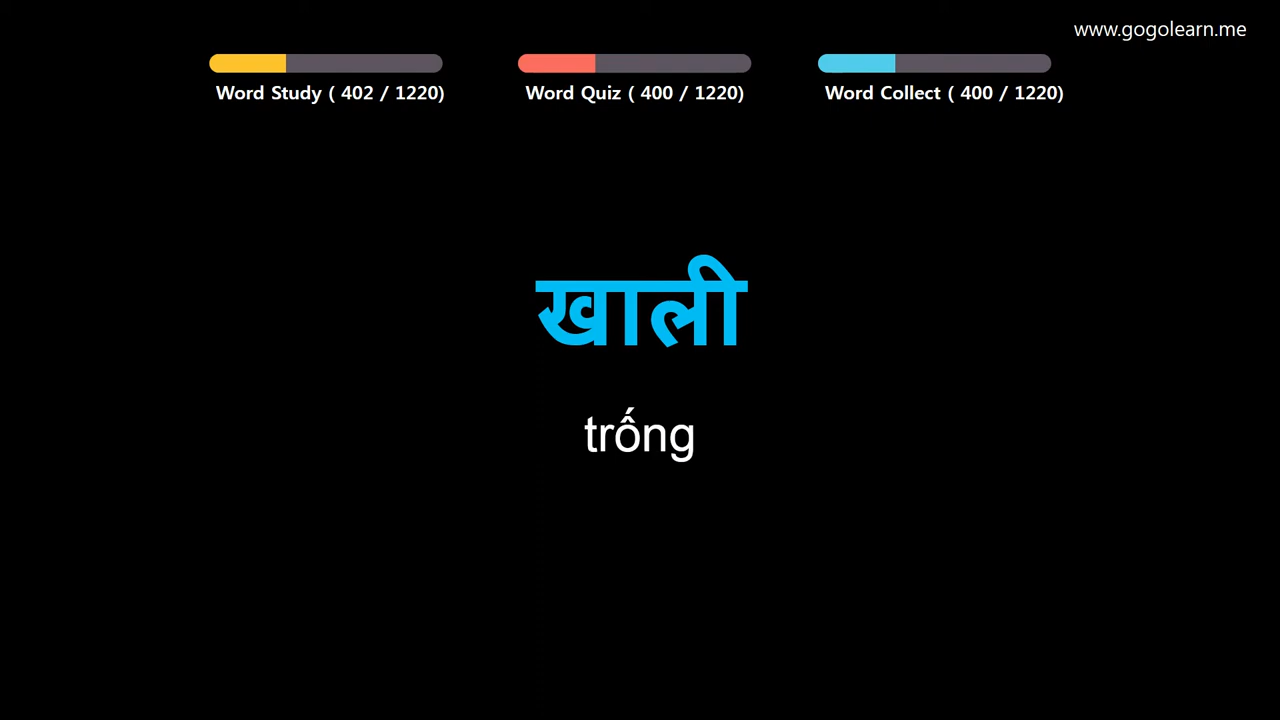 www.gogolearn.me
Word Study ( 402 / 1220)
Word Quiz ( 400 / 1220)
Word Collect ( 400 / 1220)
खाली
trống